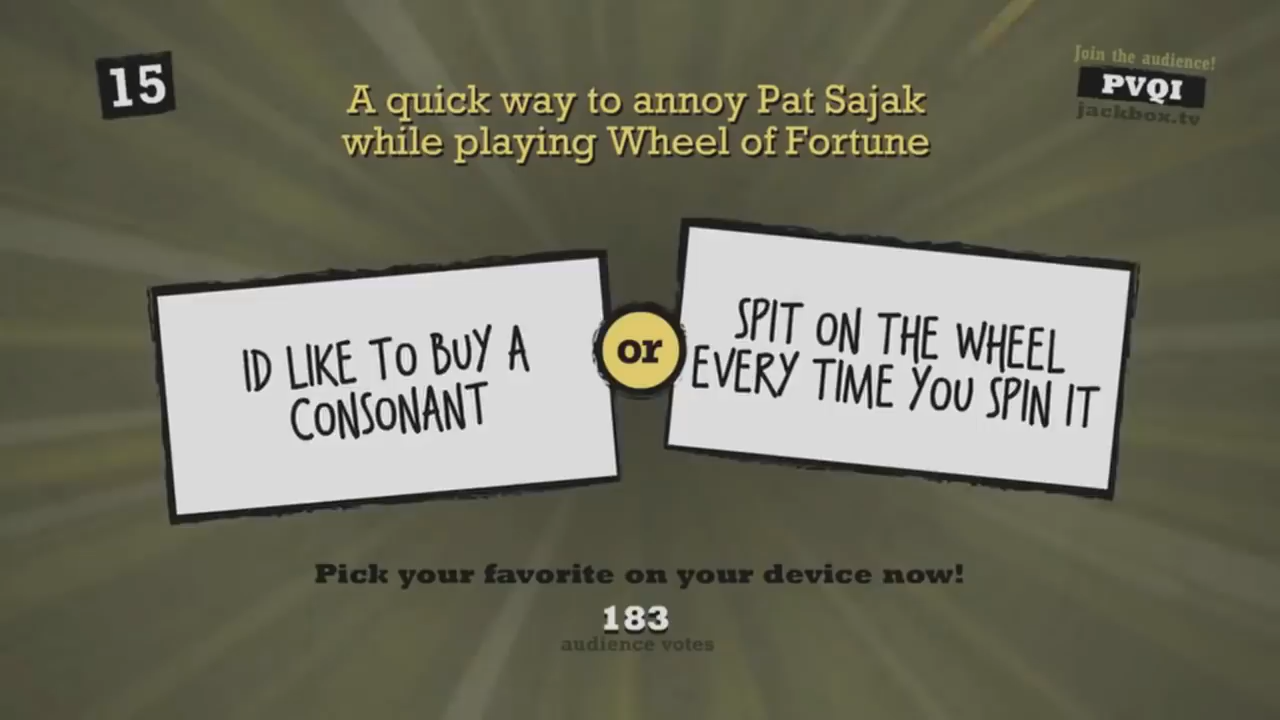 15
Join the audience!
PVQI
jackbox.tv
A quick way to annoy Pat Sajak
while playing Wheel of Fortune
ID LIKE TO BUY A
CONSONANT
or
SPIT ON THE WHEEL
EVERY TIME YOU SPIN IT
Pick your favorite on your device now!
183
audience votes